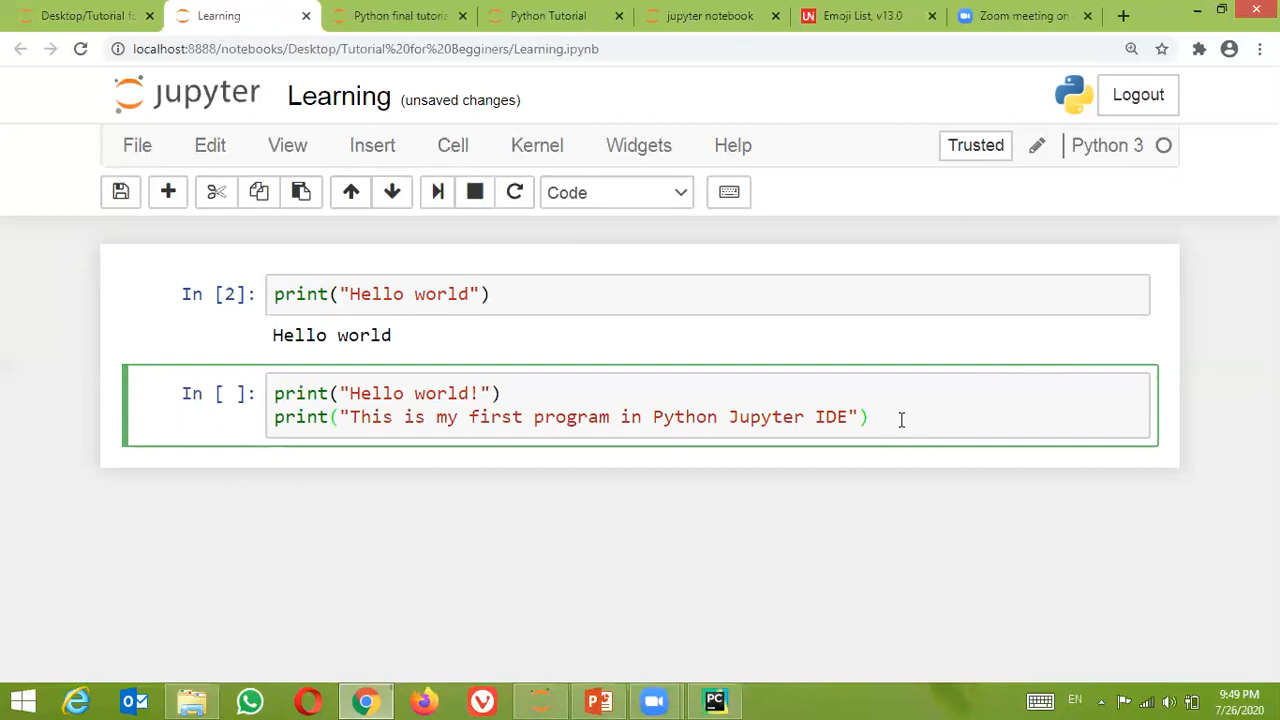 Desktop/Tutorial fo
Learning
Python final tutoria
Python Tutorial
jupyter notebook
UN
Emoji List, v13.0
Zoom meeting on
localhost:8888/notebooks/Desktop/Tutorial%20for%20Begginers/Learning.ipynb
jupyter
Learning
(unsaved changes)
Logout
File
Edit
View
Insert
Cell
Kernel
Widgets
Help
Trusted
Python 3
Code
In [2]:
print("Hello world")
Hello world
In [ ]:
print("Hello world!")
print("This is my first program in Python Jupyter IDE")
PC
EN
9:49 PM
7/26/2020